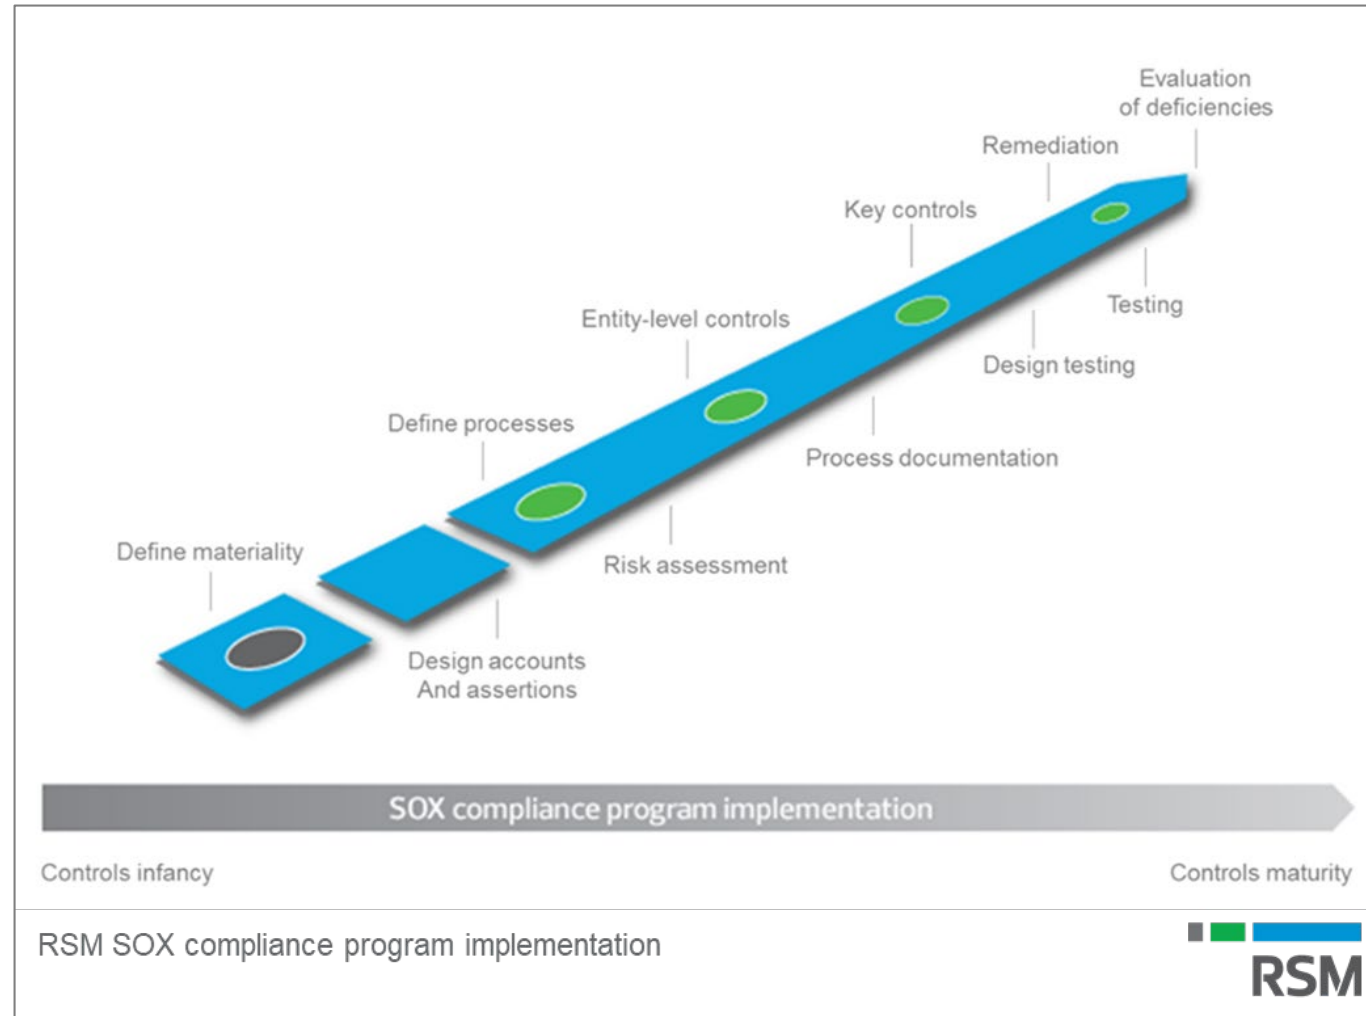 Evaluation
of deficiencies
Remediation
Key controls
Testing
Entity-level controls
Design testing
Define processes
Process documentation
Define materiality
Risk assessment
Design accounts
And assertions
SOX compliance program implementation
Controls infancy
Controls maturity
RSM SOX compliance program implementation
RSM